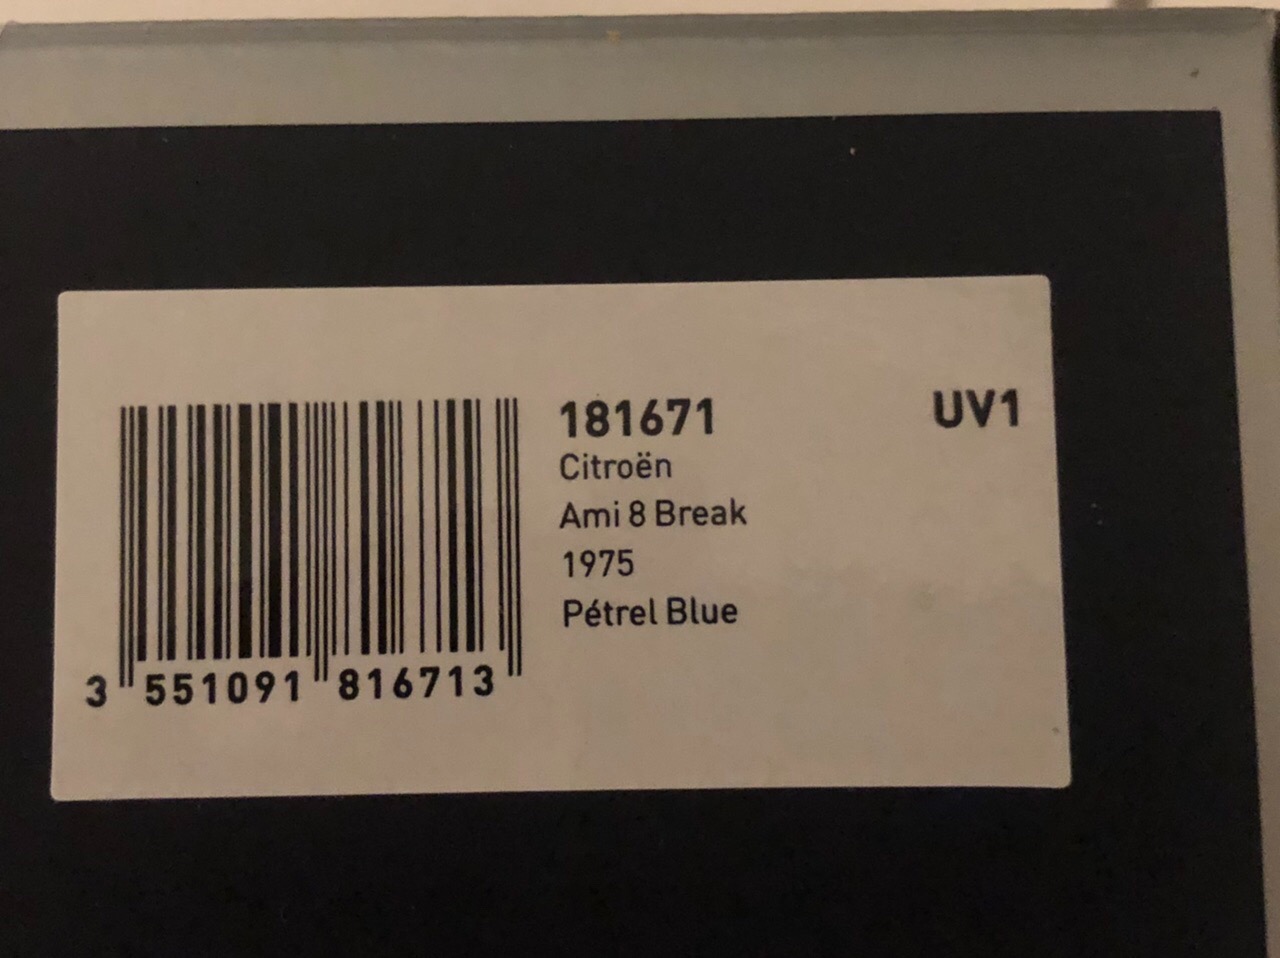 181671
UV1
Citroën
Ami 8 Break
1975
Pétrel Blue
3 551091 816713